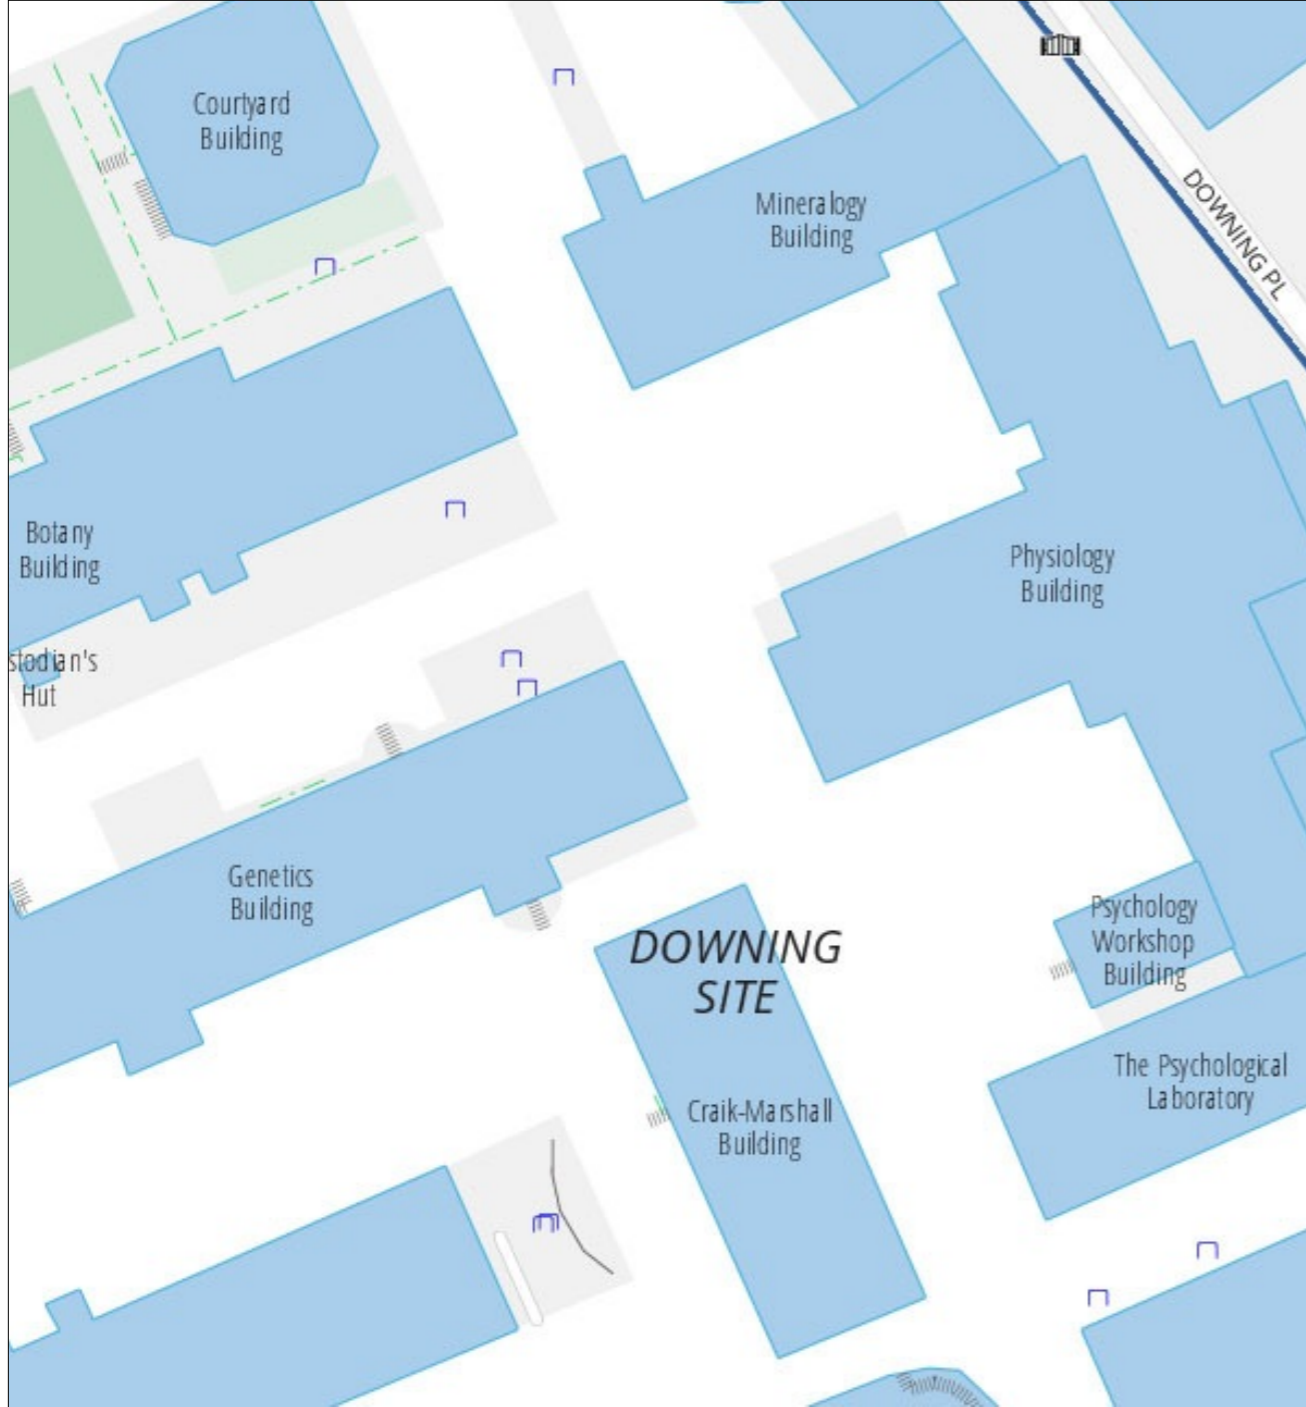 Courtyard
Building
Mineralogy
Building
DOWNING PL
Botany
Building
Physiology
Building
stodian's
Hut
Genetics
Building
Psychology
Workshop
Building
DOWNING
SITE
The Psychological
Laboratory
Craik-Marshall
Building